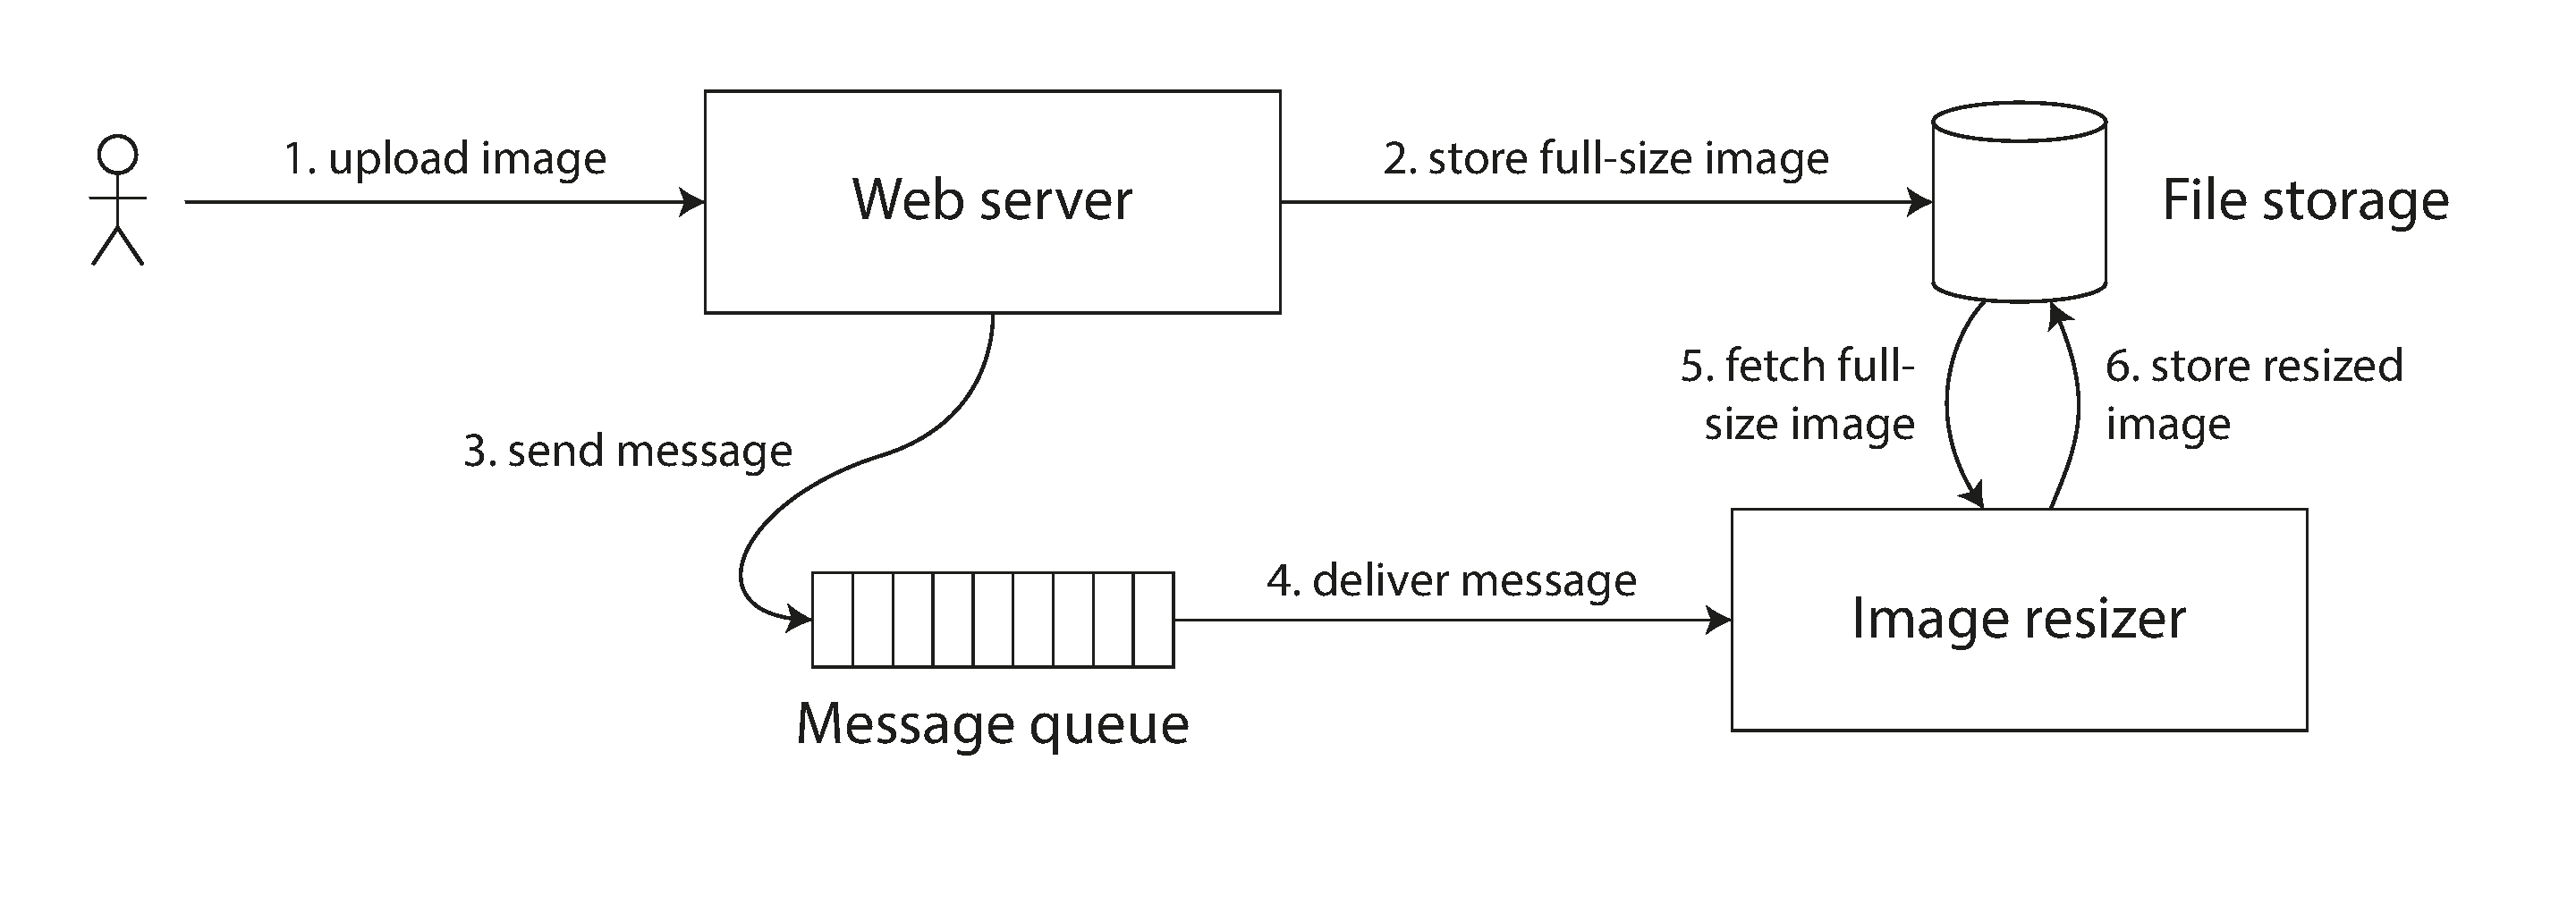 1. upload image
Web server
2. store full-size image
File storage
3. send message
5. fetch full-
size image
6. store resized
image
4. deliver message
Image resizer
Message queue